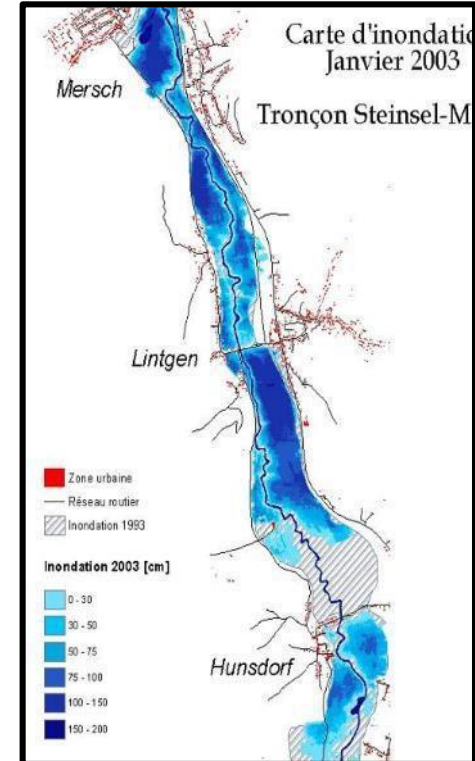 Carte d'inondatio
Janvier 2003
Tronçon Steinsel-M
Mersch
Lintgen
Zone urbaine
Réseau routier
Inondation 1993
Inondation 2003 [cm]
0 - 30
30 - 50
50 - 75
75 - 100
100 - 150
150 - 200
Hunsdorf